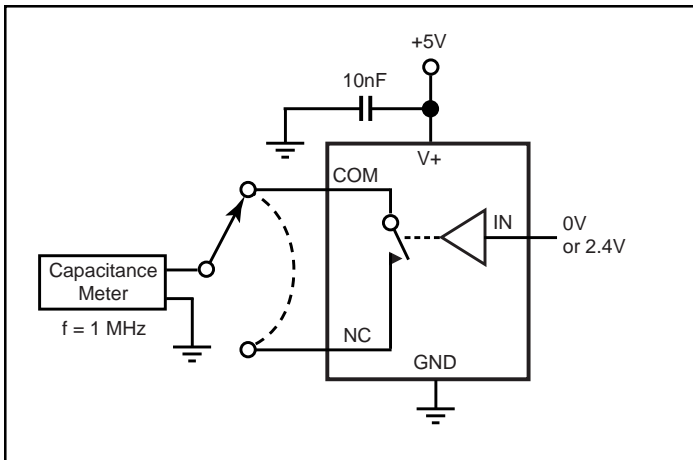 +5V
10nF
V+
COM
IN
0V
or 2.4V
Capacitance
Meter
f = 1 MHz
NC
GND